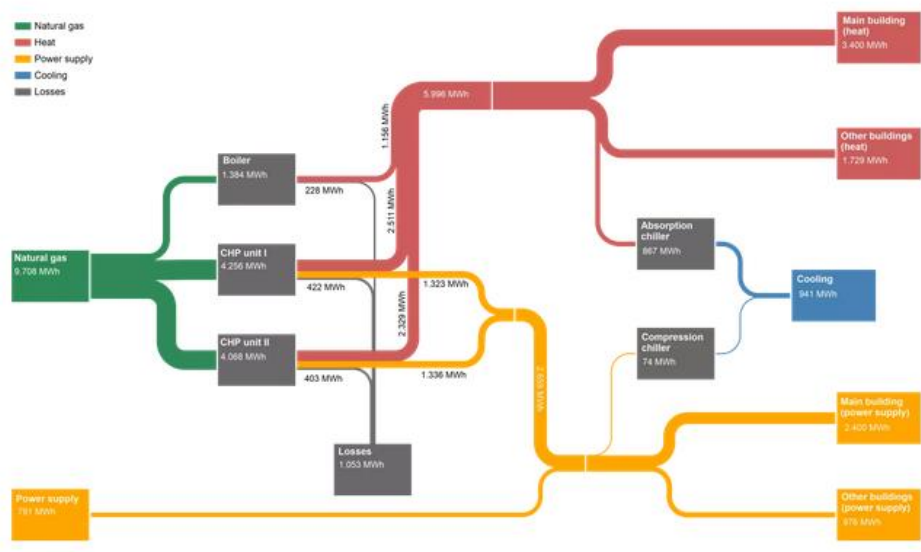 Natural gas
Heat
Power supply
Cooling
Losses
Main building
(heat)
3.400 MWh
5.996 MWh
1.156 MWh
Other buildings
(heat)
1.729 MWh
Boiler
1.384 MWh
228 MWh
2.511 MWh
Absorption
chiller
867 MWh
Natural gas
9.708 MWh
CHP unit I
4.256 MWh
422 MWh
1.323 MWh
Cooling
941 MWh
2.329 MWh
CHP unit II
4.068 MWh
403 MWh
1.336 MWh
Compression
chiller
74 MWh
2.659 MWh
Main building
(power supply)
2.400 MWh
Losses
1.053 MWh
Power supply
781 MWh
Other buildings
(power supply)
MWh